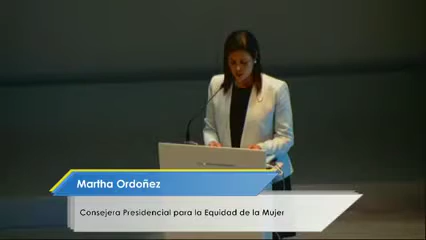 Martha Ordoñez
Consejera Presidencial para la Equidad de la Mujer